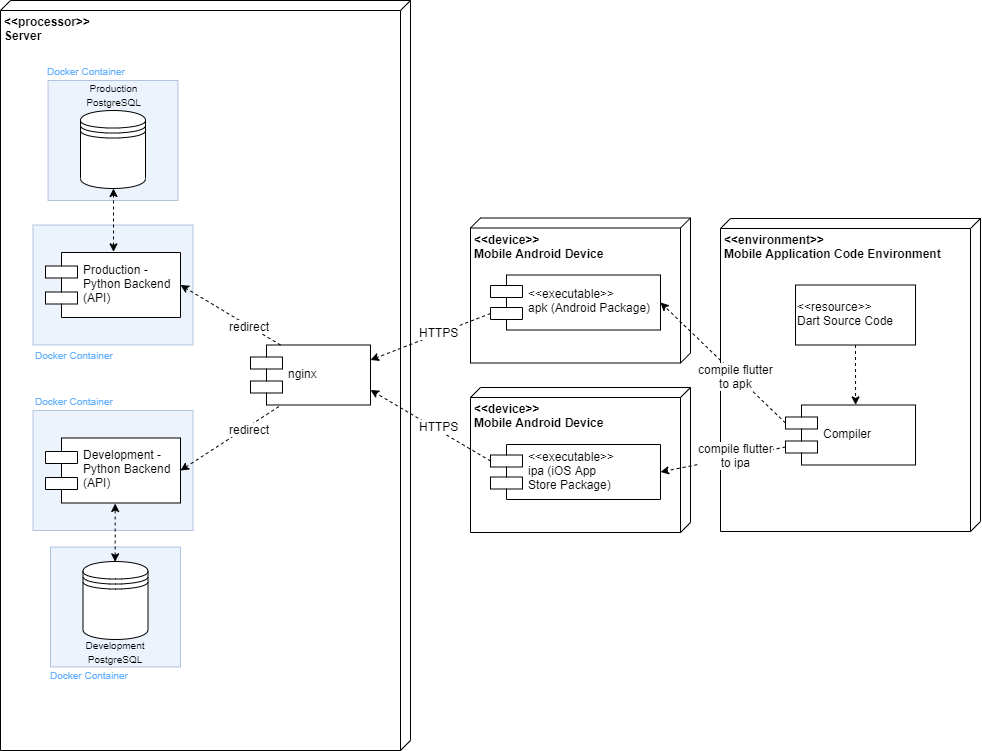 <<processor>>
Server
Docker Container
Production
PostgreSQL
Production -
Python Backend
(API)
Docker Container
redirect
nginx
redirect
Docker Container
Development -
Python Backend
(API)
Development
PostgreSQL
Docker Container
HTTPS
HTTPS
<<device>>
Mobile Android Device
<<executable>>
apk (Android Package)
<<device>>
Mobile Android Device
<<executable>>
ipa (iOS App
Store Package)
compile flutter
to apk
compile flutter
to ipa
<<environment>>
Mobile Application Code Environment
<<resource>>
Dart Source Code
Compiler